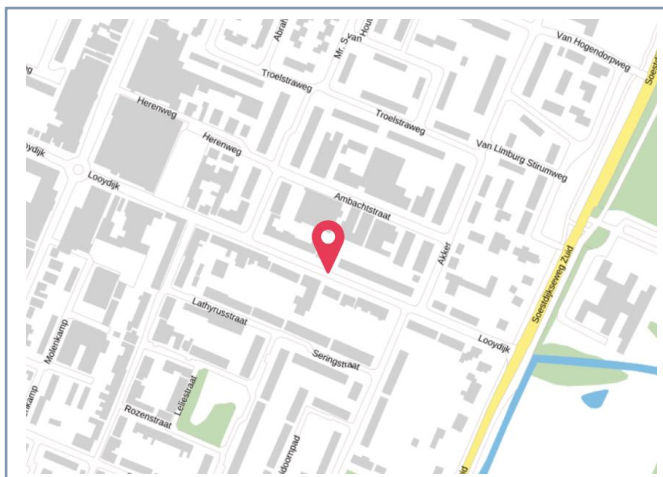 Van Hogendorpweg
Troelstraweg
Troelstraweg
Herenweg
Herenweg
Van Limburg Stirumweg
Looydijk
Ambachtstraat
Akker
Soestdijkseweg Zuid
Lathyrusstraat
Looydijk
Molenkamp
Seringstraat
Leliestraat
Rozenstraat